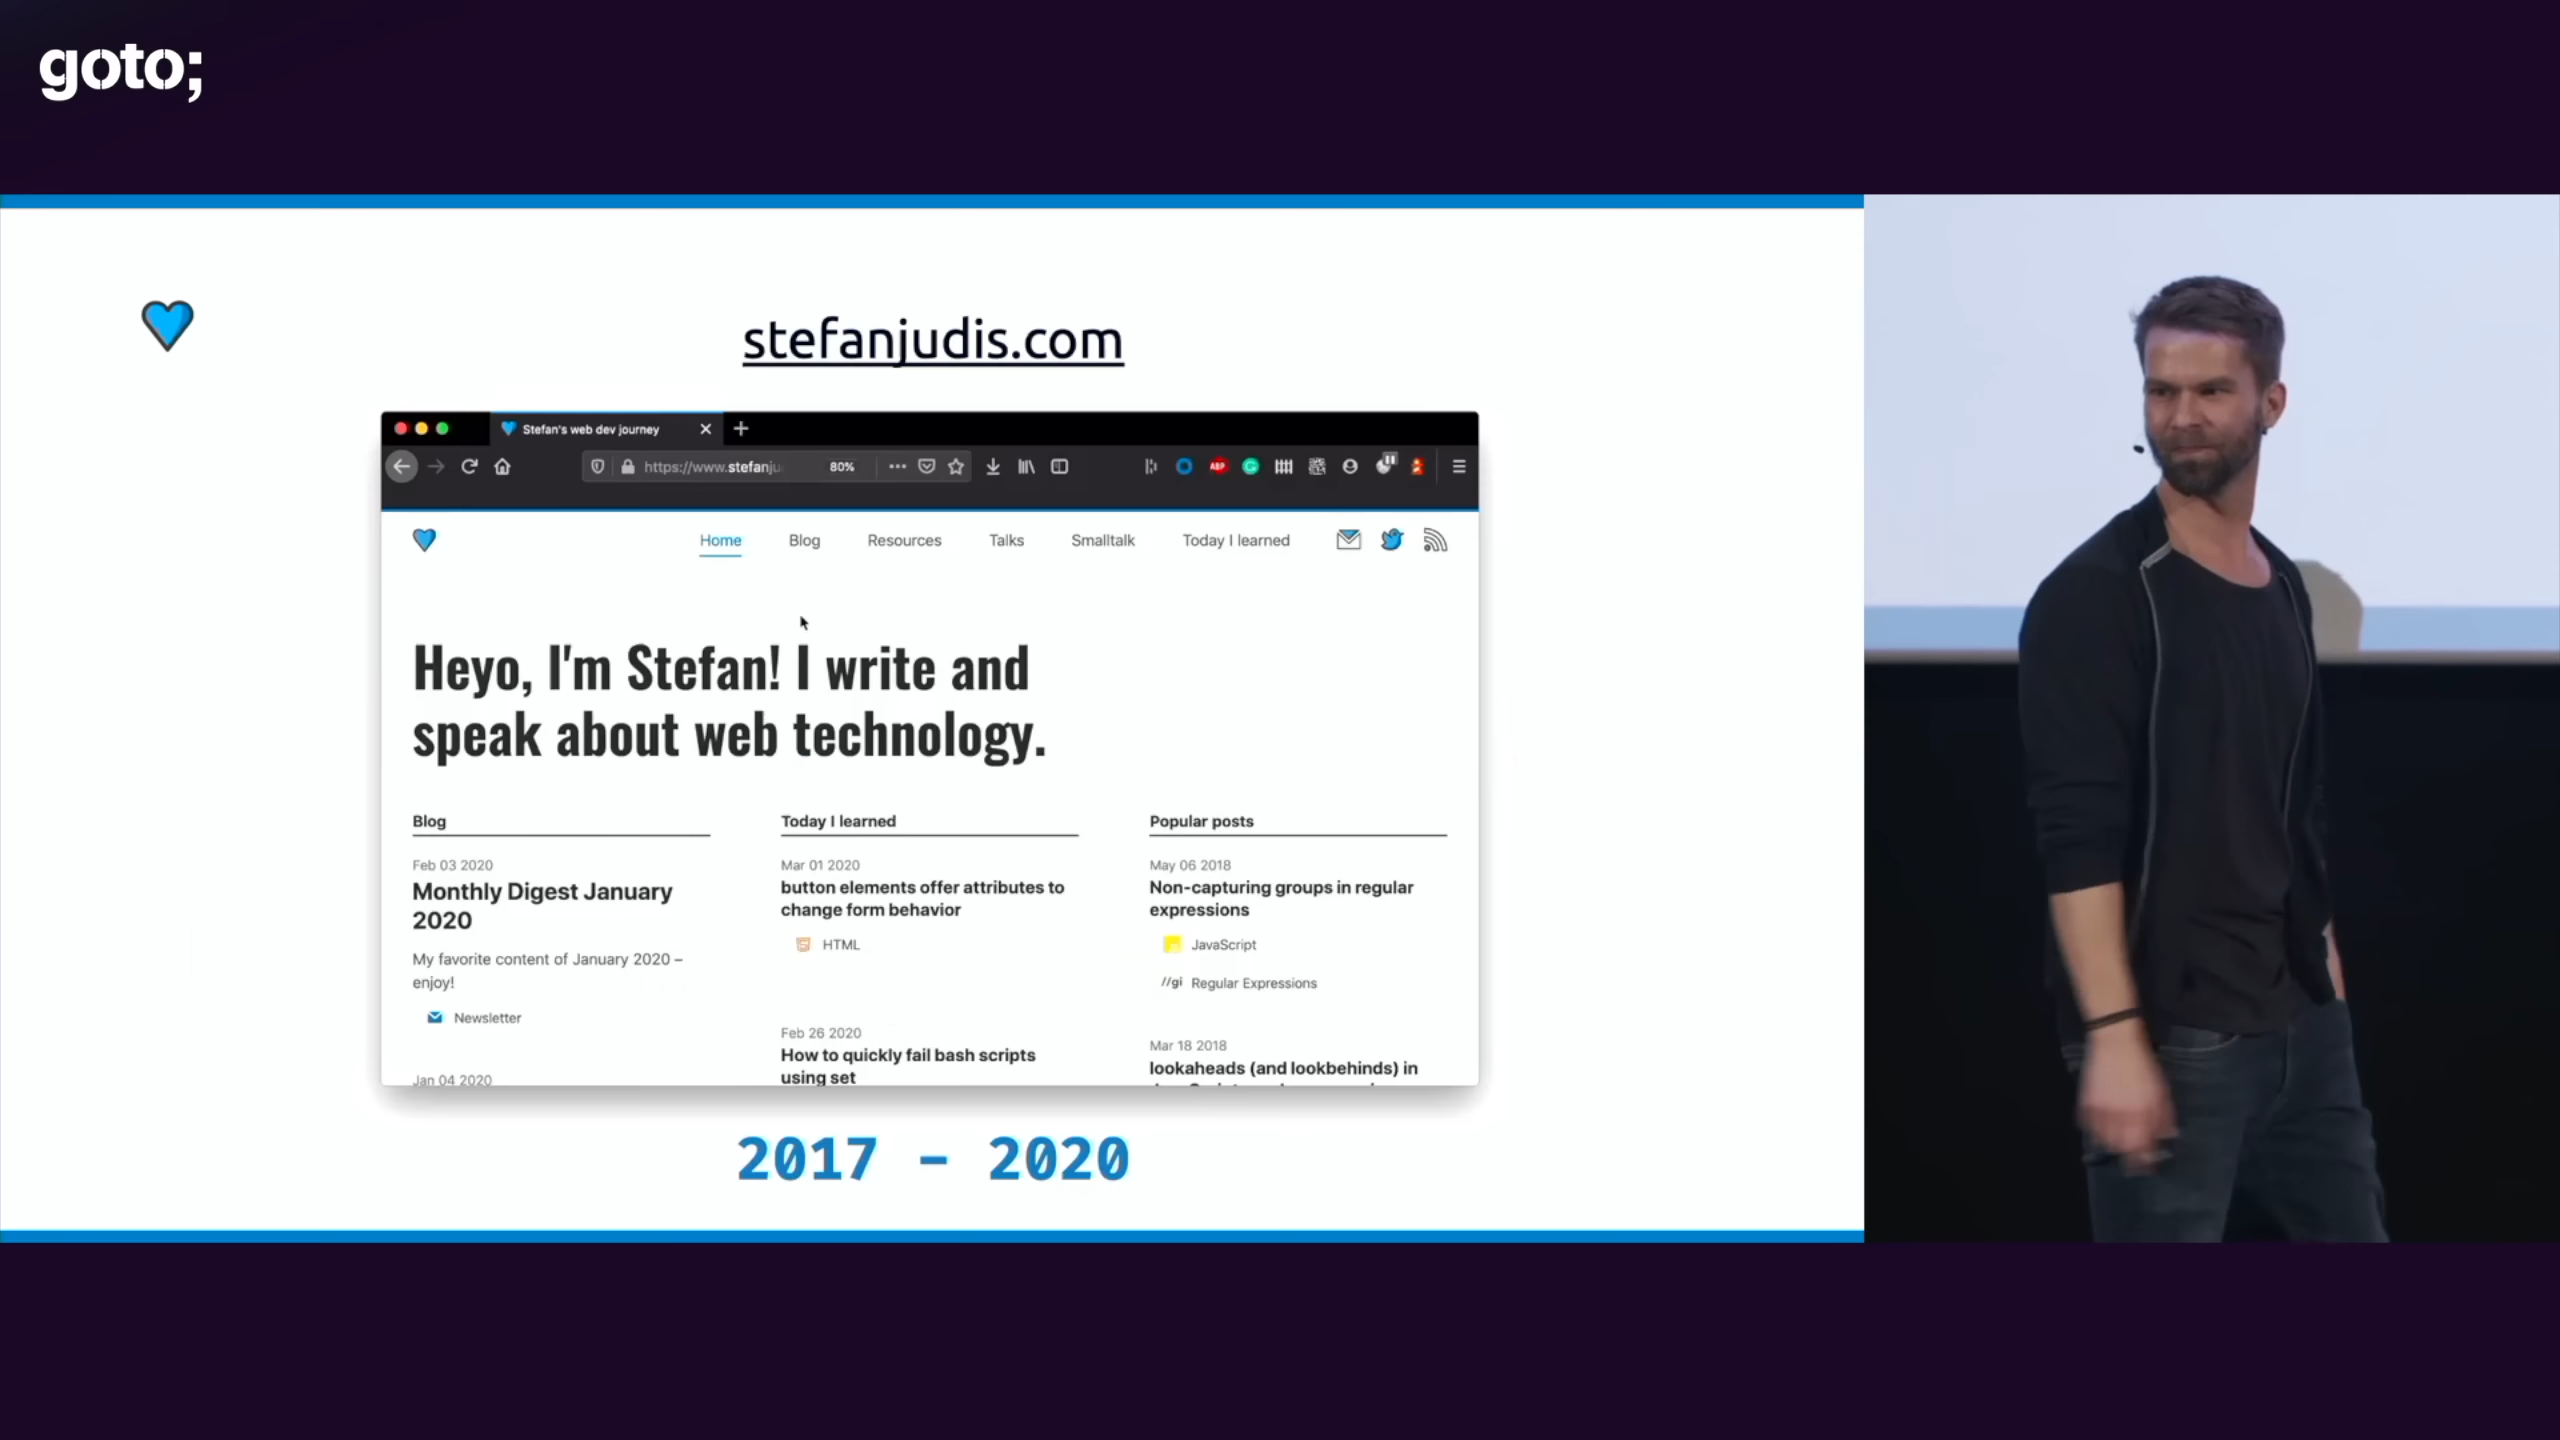 goto;
stefanjudis.com
Stefan's web dev journey
https://www.stefanju
80%
ABP
Home Blog Resources Talks Smalltalk Today I learned
Heyo, I'm Stefan! I write and
speak about web technology.
Blog
Feb 03 2020
Monthly Digest January
2020
My favorite content of January 2020 –
enjoy!
Newsletter
Jan 04 2020
Today I learned
Mar 01 2020
button elements offer attributes to
change form behavior
HTML
Feb 26 2020
How to quickly fail bash scripts
using set
Popular posts
May 06 2018
Non-capturing groups in regular
expressions
JavaScript
//gi Regular Expressions
Mar 18 2018
lookaheads (and lookbehinds) in
2017 – 2020